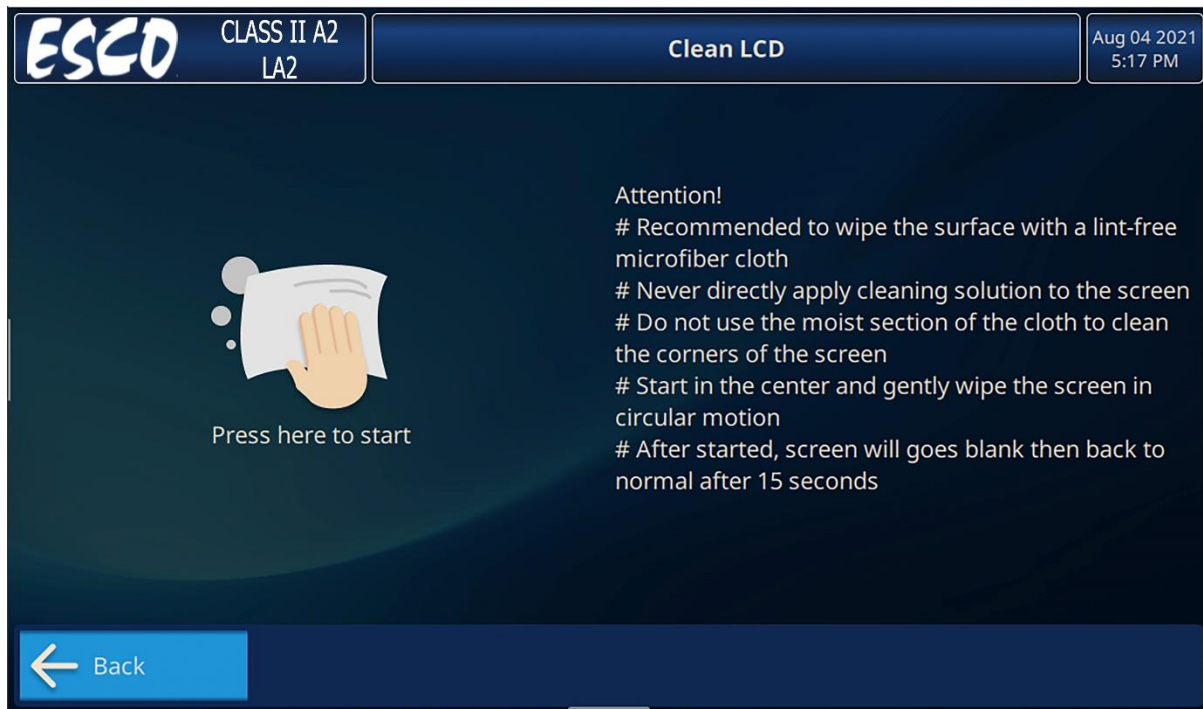 ESCO
CLASS II A2
LA2
Clean LCD
Aug 04 2021
5:17 PM
Attention!
# Recommended to wipe the surface with a lint-free
microfiber cloth
# Never directly apply cleaning solution to the screen
# Do not use the moist section of the cloth to clean
the corners of the screen
# Start in the center and gently wipe the screen in
circular motion
# After started, screen will goes blank then back to
normal after 15 seconds
Press here to start
Back